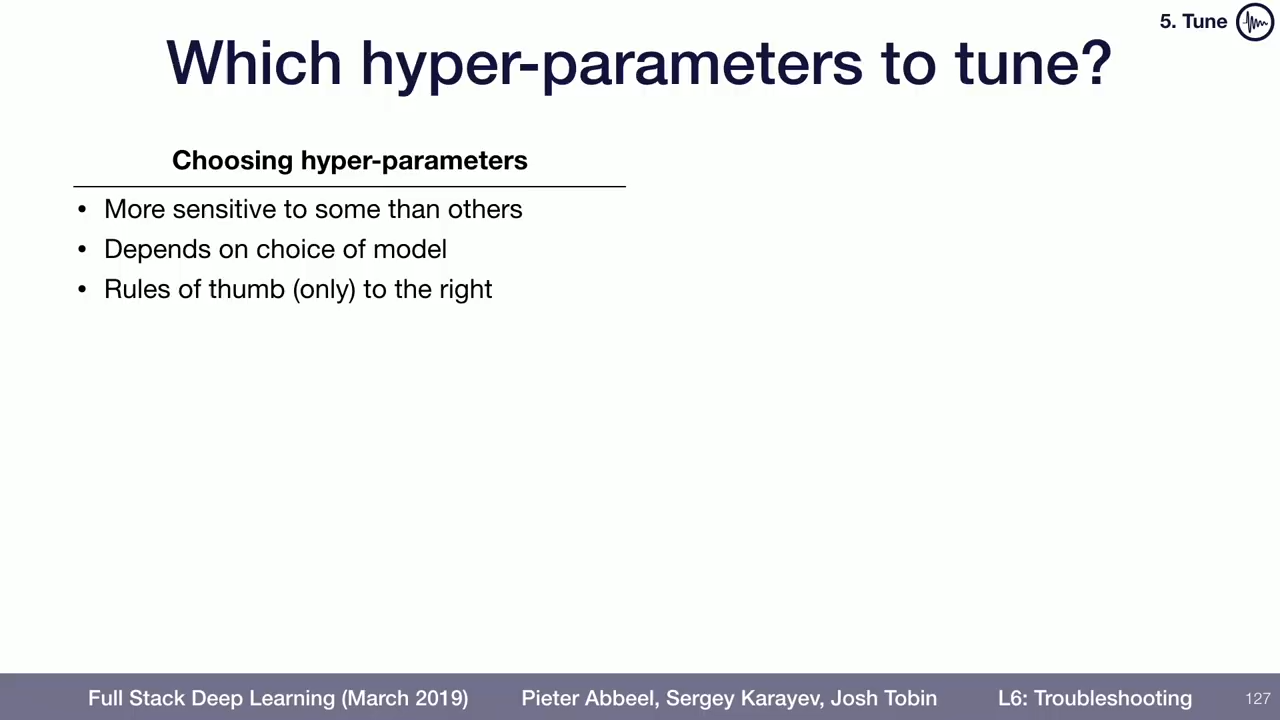 5. Tune
Which hyper-parameters to tune?
Choosing hyper-parameters
• More sensitive to some than others
• Depends on choice of model
• Rules of thumb (only) to the right
Full Stack Deep Learning (March 2019) Pieter Abbeel, Sergey Karayev, Josh Tobin L6: Troubleshooting 127